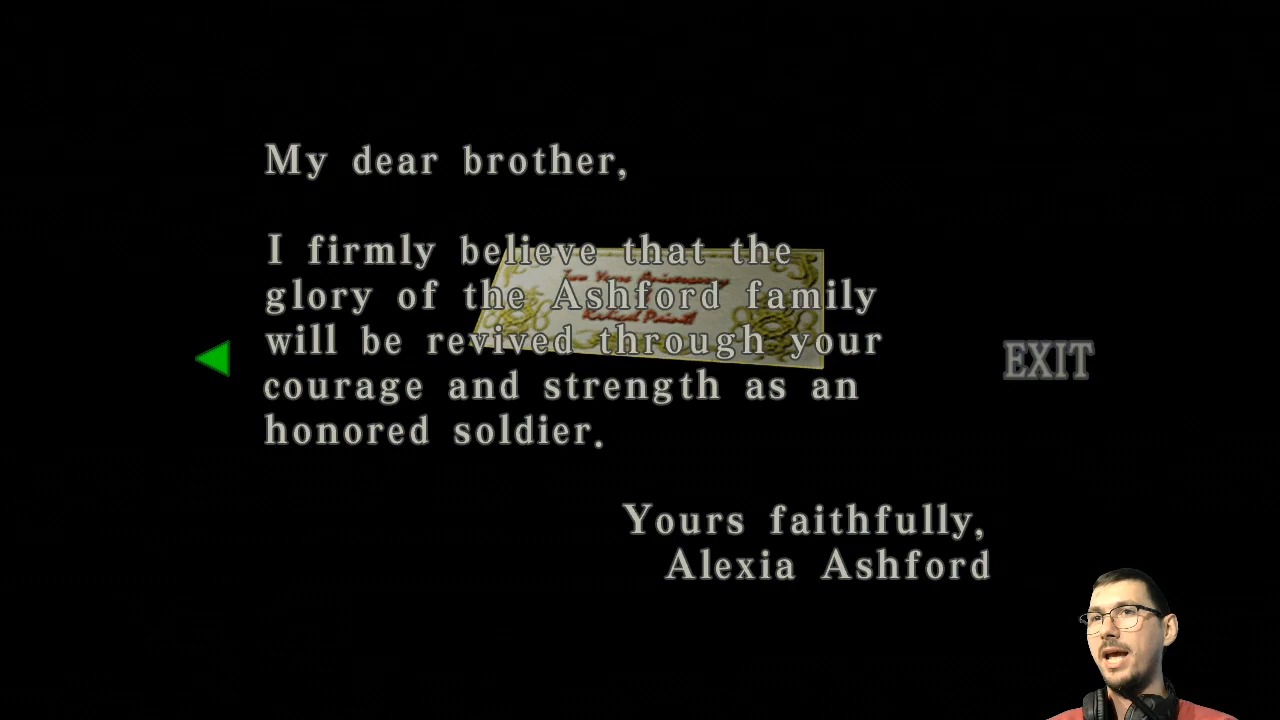 My dear brother,
I firmly believe that the
glory of the Ashford family
will be revived through your
courage and strength as an
honored soldier.
EXIT
Yours faithfully,
Alexia Ashford